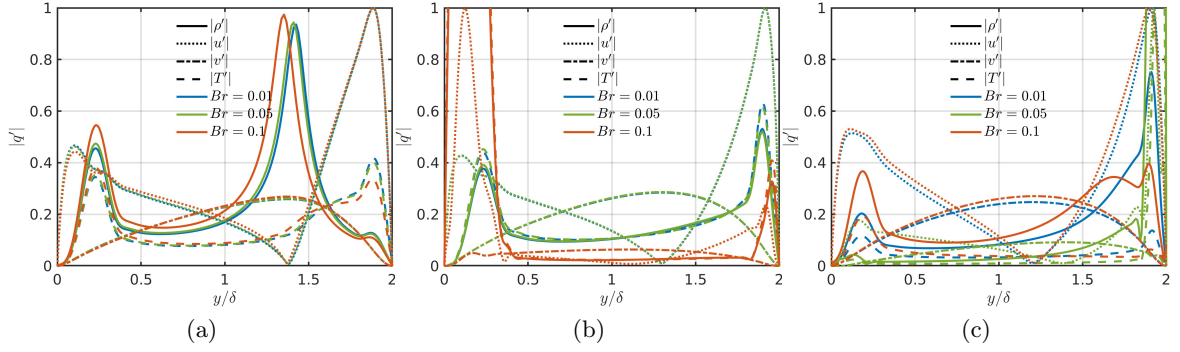 1
0.8
0.6
0.4
0.2
0
|q′|
|ρ′|
|u′|
|v′|
|T′|
Br = 0.01
Br = 0.05
Br = 0.1
0 0.5 1 1.5 2
y/δ
(a)
1
0.8
0.6
0.4
0.2
0
|q′|
|ρ′|
|u′|
|v′|
|T′|
Br = 0.01
Br = 0.05
Br = 0.1
0 0.5 1 1.5 2
y/δ
(b)
1
0.8
0.6
0.4
0.2
0
|q′|
|ρ′|
|u′|
|v′|
|T′|
Br = 0.01
Br = 0.05
Br = 0.1
0 0.5 1 1.5 2
y/δ
(c)